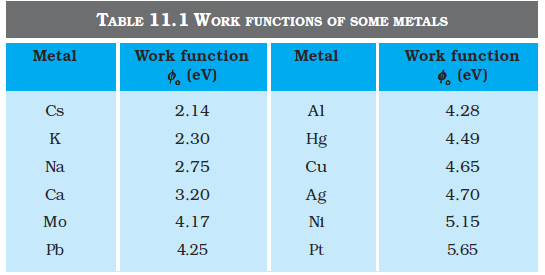 TABLE 11.1 WORK FUNCTIONS OF SOME METALS
Metal Work function Metal Work function
ϕₒ (eV) ϕₒ (eV)
Cs 2.14 Al 4.28
K 2.30 Hg 4.49
Na 2.75 Cu 4.65
Ca 3.20 Ag 4.70
Mo 4.17 Ni 5.15
Pb 4.25 Pt 5.65